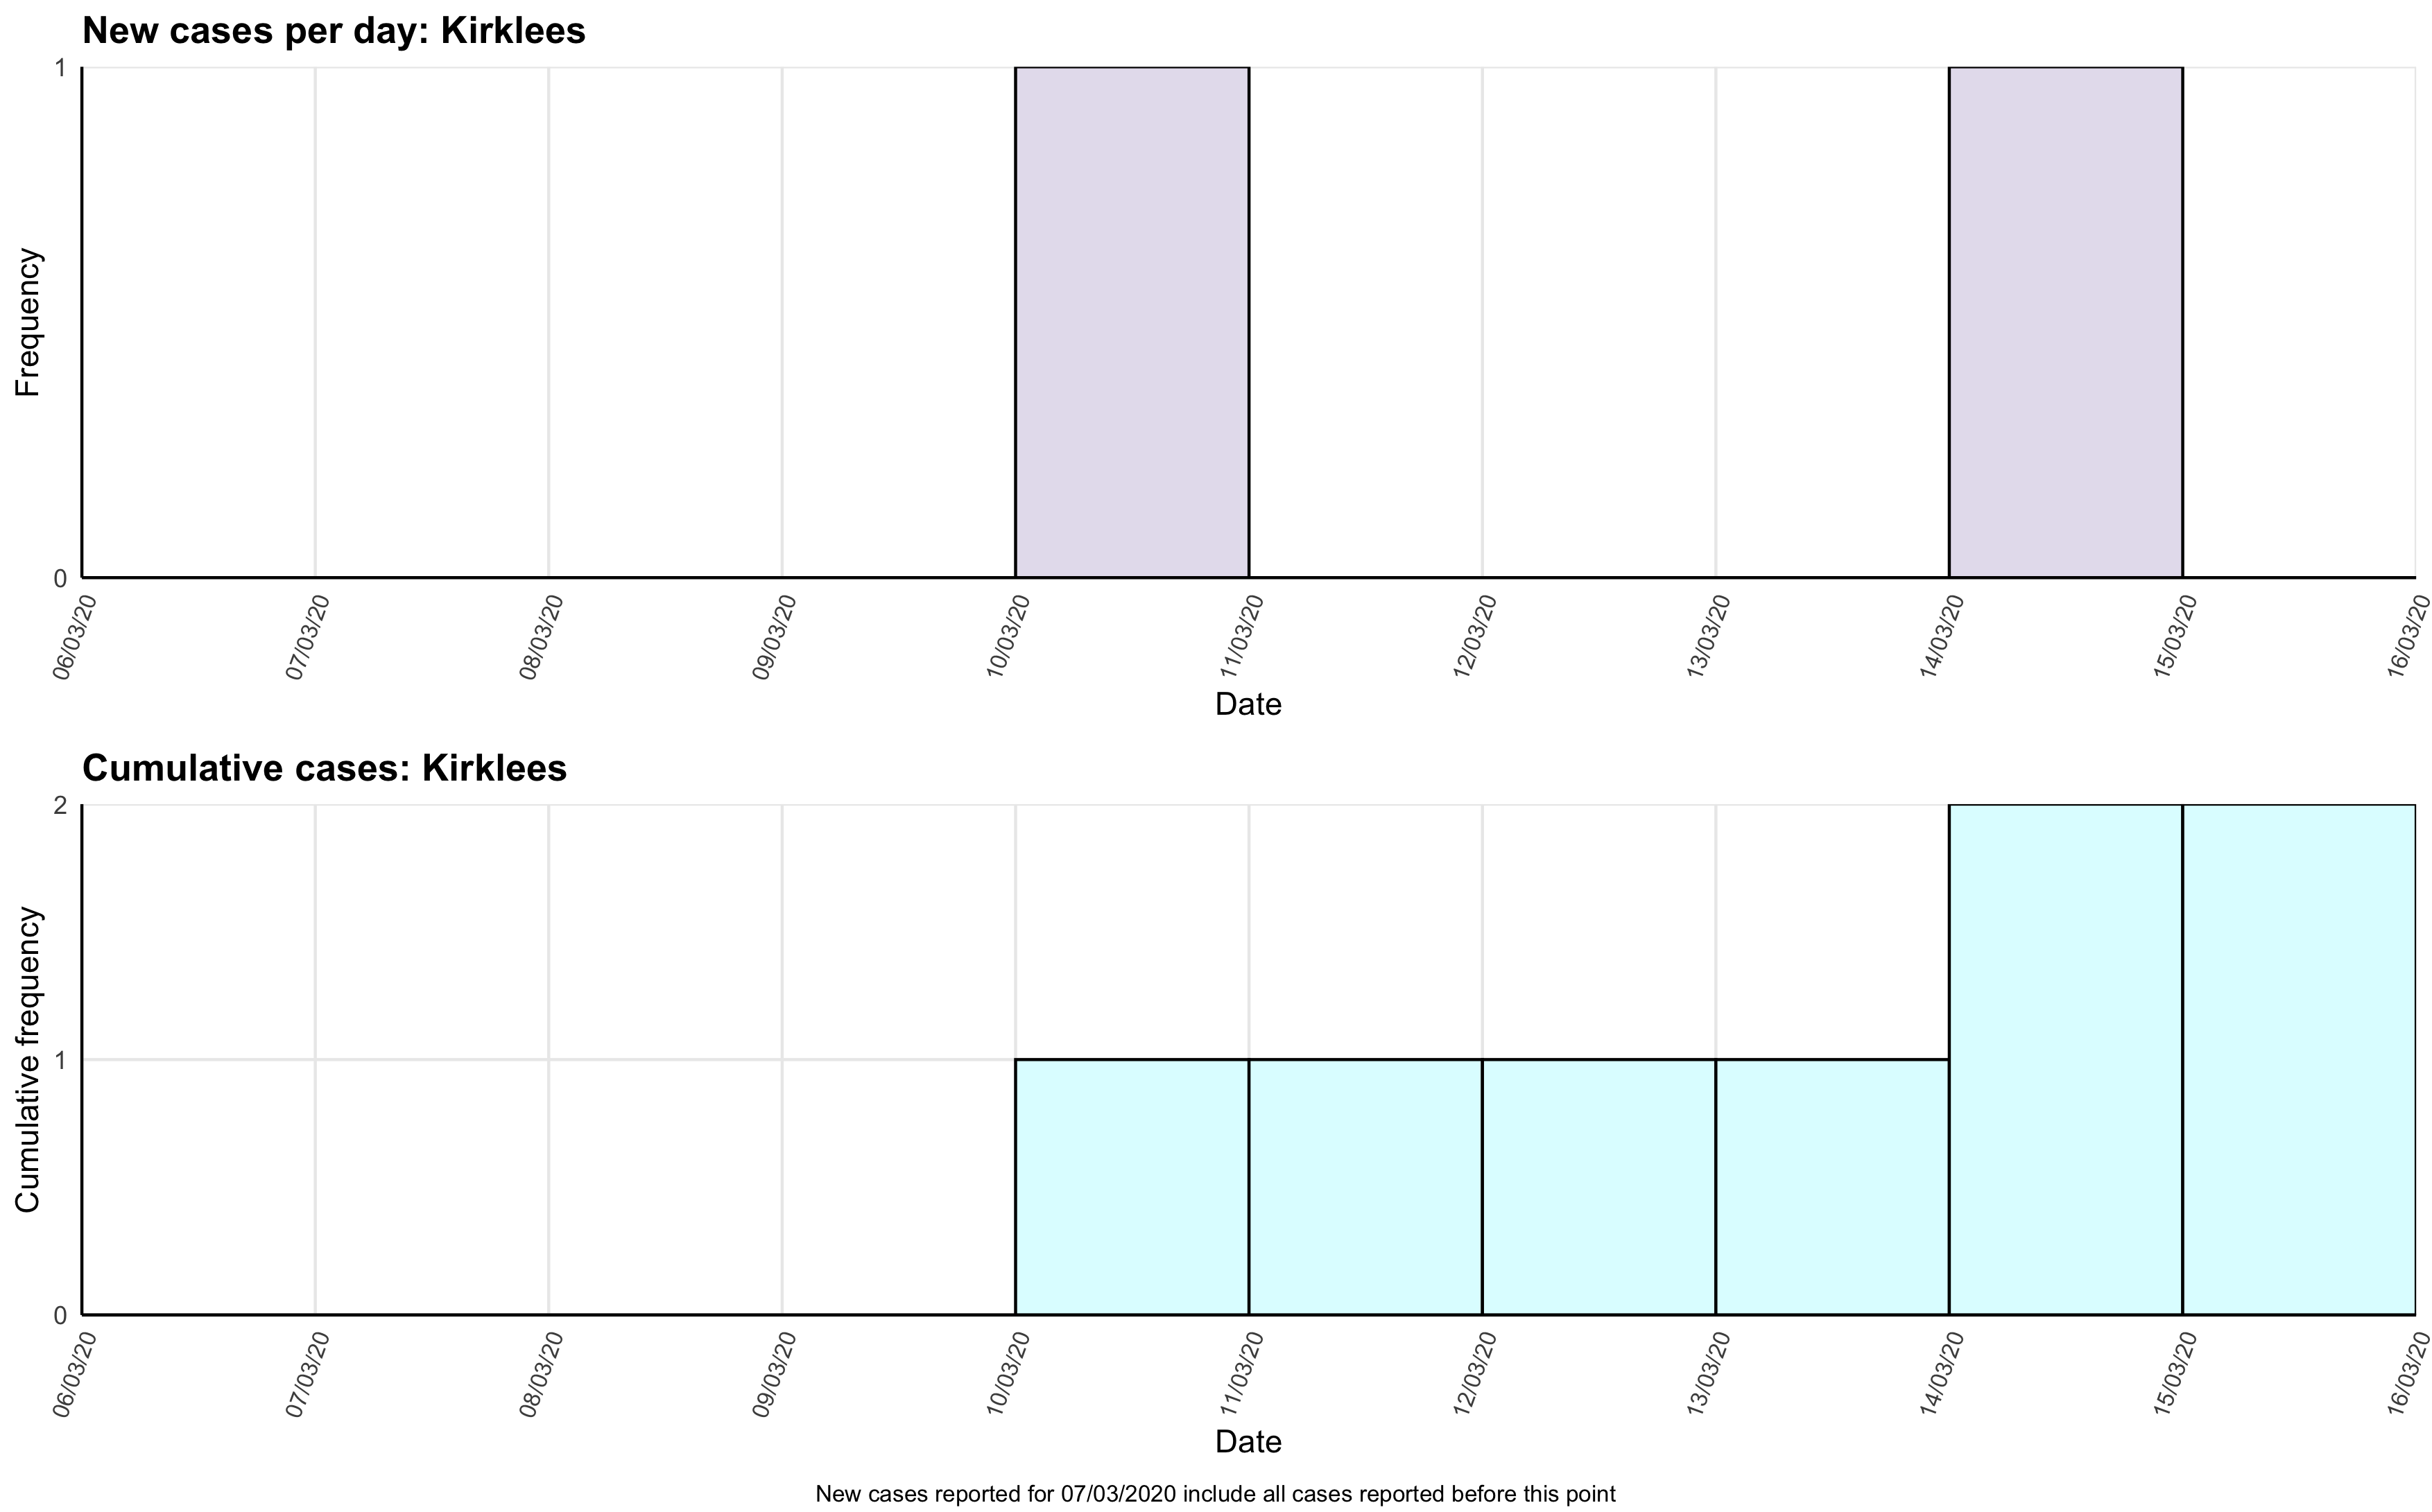 New cases per day: Kirklees
1
Frequency
0
06/03/20 07/03/20 08/03/20 09/03/20 10/03/20 11/03/20 12/03/20 13/03/20 14/03/20 15/03/20 16/03/20
Date
Cumulative cases: Kirklees
2
Cumulative frequency
1
0
06/03/20 07/03/20 08/03/20 09/03/20 10/03/20 11/03/20 12/03/20 13/03/20 14/03/20 15/03/20 16/03/20
Date
New cases reported for 07/03/2020 include all cases reported before this point